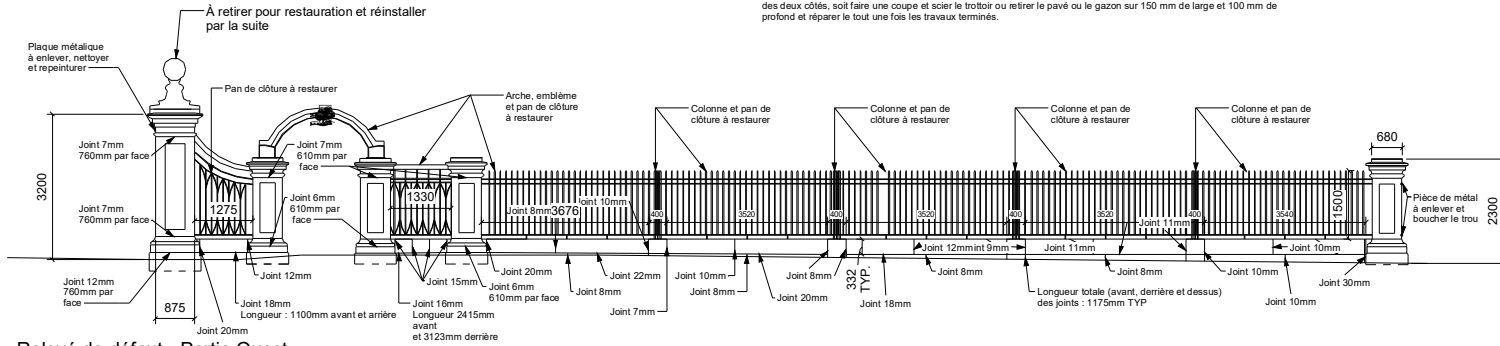 des deux côtés, soit faire une coupe et scier le trottoir ou retirer le pavé ou le gazon sur 150 mm de large et 100 mm de
profond et réparer le tout une fois les travaux terminés.
À retirer pour restauration et réinstaller
par la suite
Plaque métalique
à enlever, nettoyer
et repeinturer
Pan de clôture à restaurer
Arche, emblème
et pan de clôture
à restaurer
Colonne et pan de
clôture à restaurer
Colonne et pan de
clôture à restaurer
Colonne et pan de
clôture à restaurer
Colonne et pan de
clôture à restaurer
680
3200
Joint 7mm
760mm par face
Joint 7mm
610mm par
face
Joint 7mm
760mm par face
1275
Joint 6mm
610mm par
face
1330
Joint 8mm
3676
Joint 10mm
400
3520
400
3520
400
3520
400
3540
1500
2300
Pièce de métal
à enlever et
boucher le trou
Joint 12mm
760mm par
face
875
Joint 20mm
Joint 12mm
Joint 18mm
Longueur : 1100mm avant et arrière
Joint 15mm
Joint 16mm
Longueur 2415mm
avant
et 3123mm derrière
Joint 20mm
Joint 6mm
610mm par face
Joint 22mm
Joint 8mm
Joint 7mm
Joint 10mm
Joint 8mm
Joint 20mm
Joint 8mm
332
TYP.
Joint 18mm
Joint 12mm
int 9mm
Joint 8mm
Joint 11mm
Joint 11mm
Longueur totale (avant, derrière et dessus)
des joints : 1175mm TYP
Joint 8mm
Joint 10mm
Joint 10mm
Joint 10mm
Joint 30mm